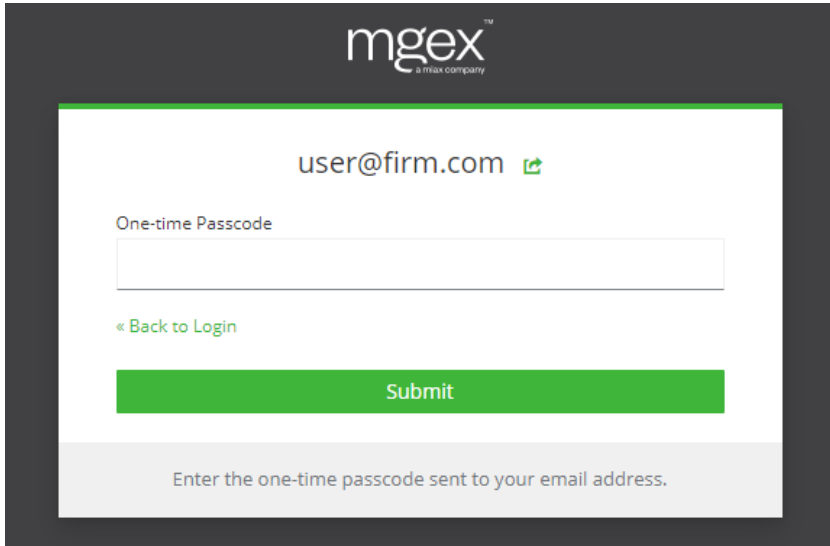 mgex™
a miax company
user@firm.com
One-time Passcode
« Back to Login
Submit
Enter the one-time passcode sent to your email address.